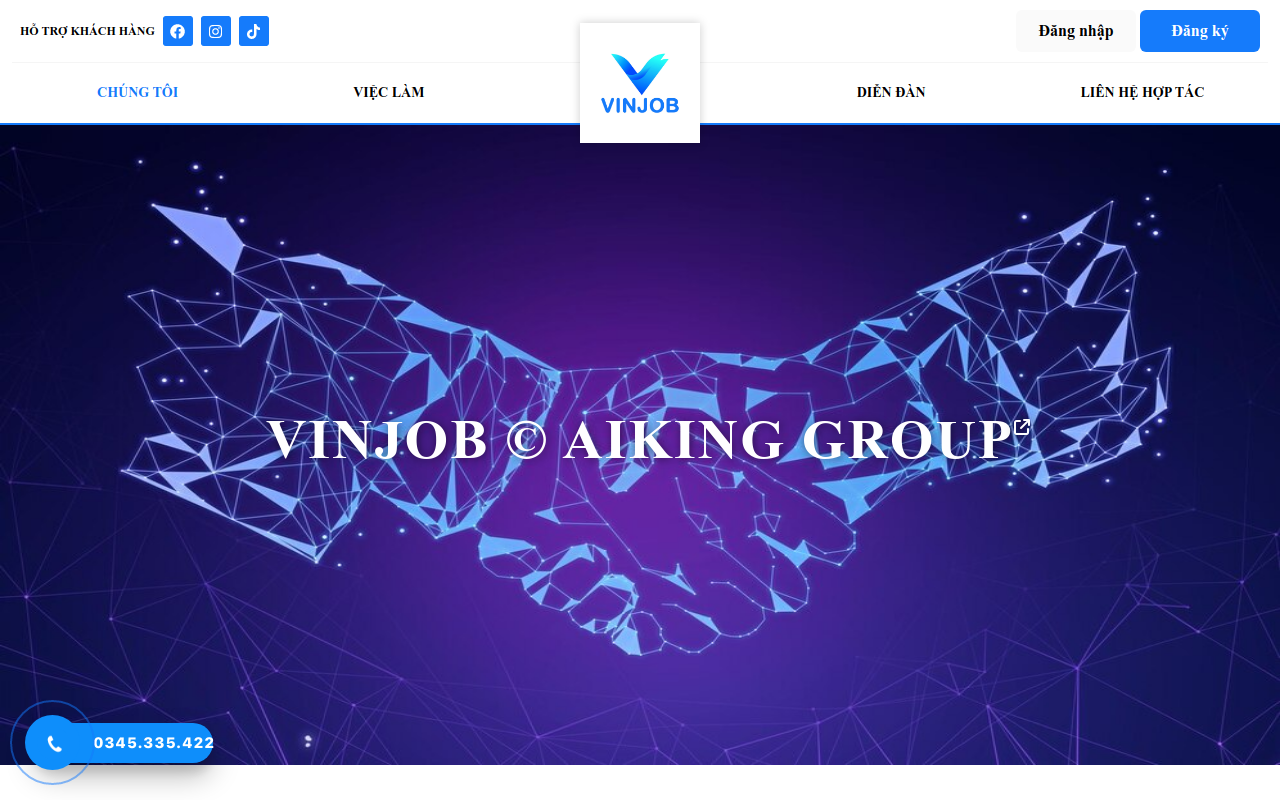 HỖ TRỢ KHÁCH HÀNG
Đăng nhập
Đăng ký
CHÚNG TÔI
VIỆC LÀM
VINJOB
DIỄN ĐÀN
LIÊN HỆ HỢP TÁC
VINJOB © AIKING GROUP
0345.335.422